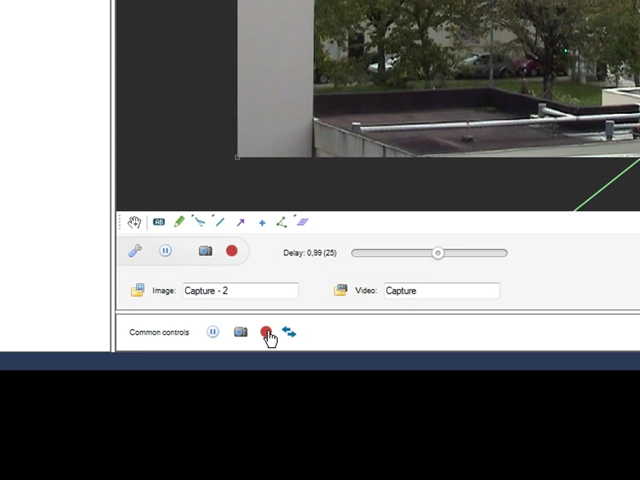 Delay: 0,99 (25)
Image: Capture - 2 Video: Capture
Common controls